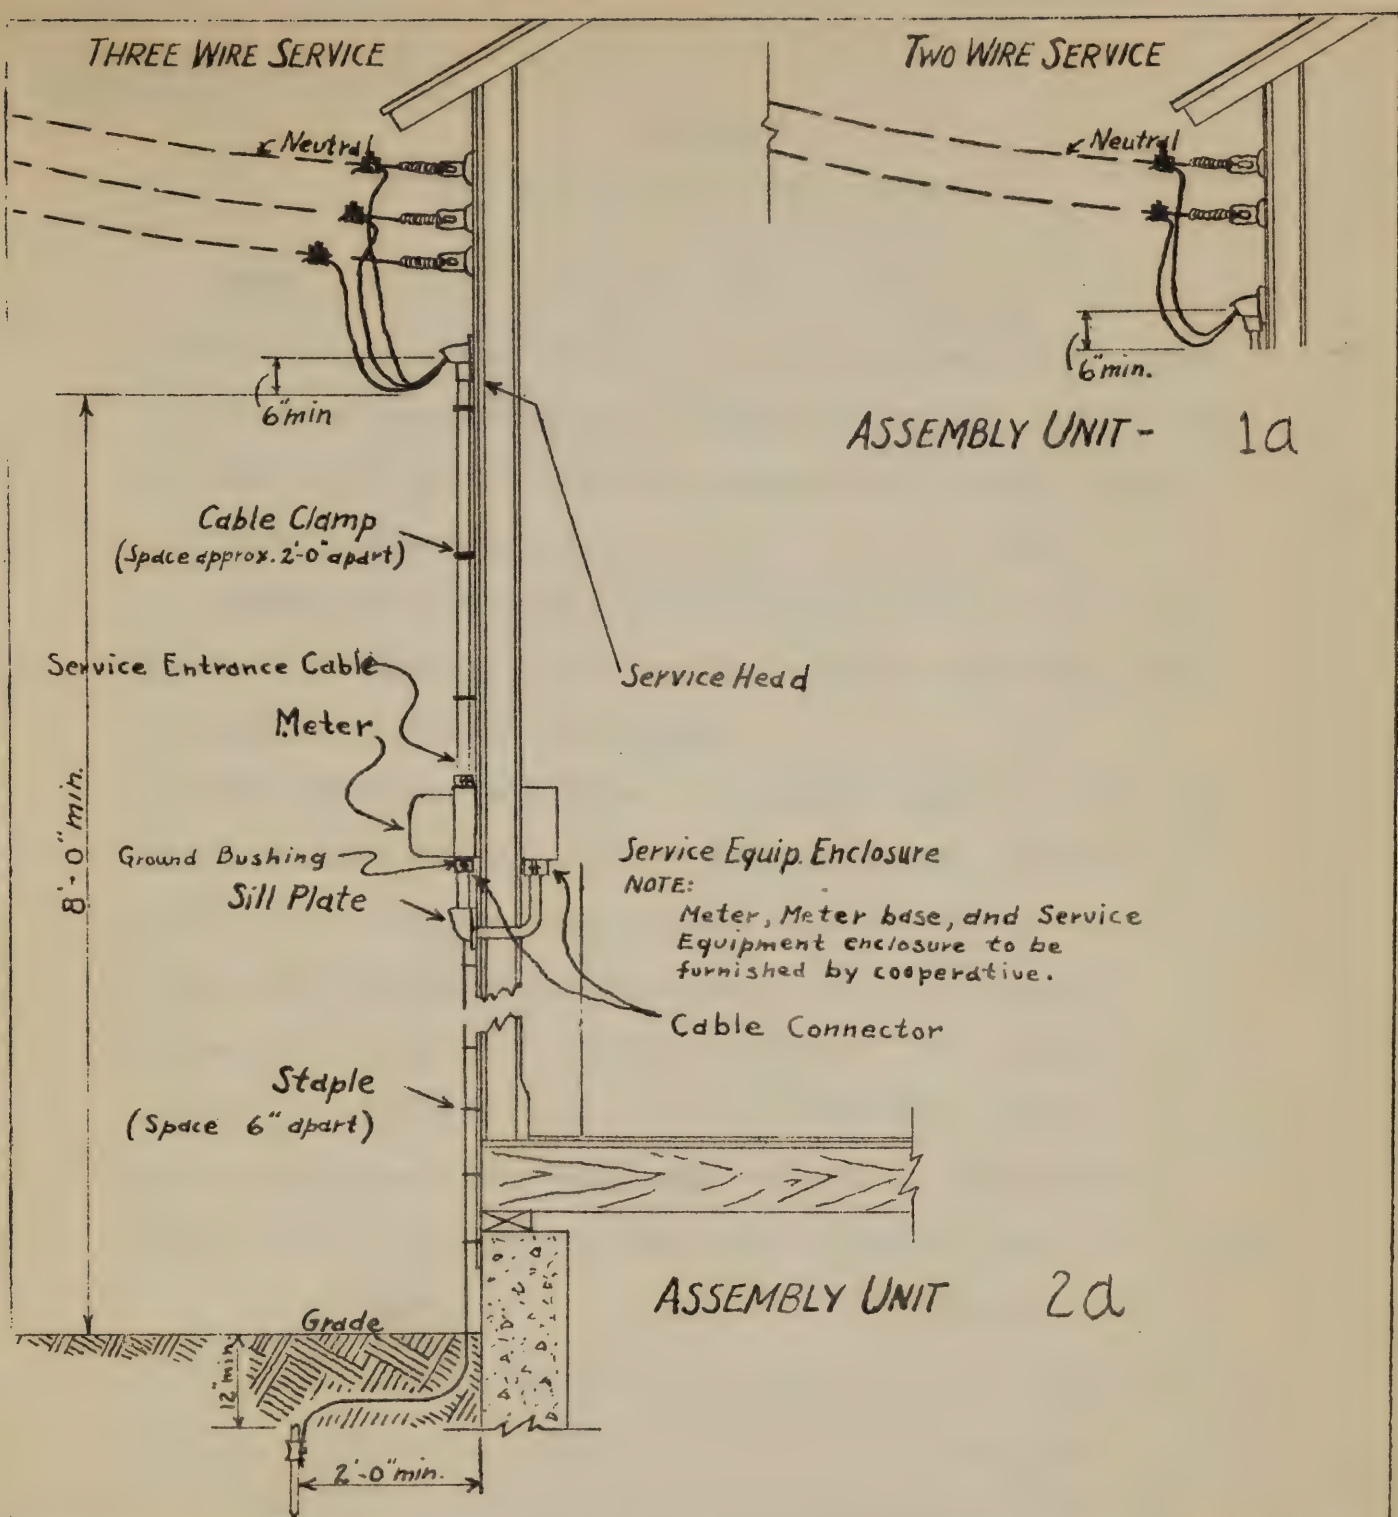 THREE WIRE SERVICE
Neutral
6" min
Cable Clamp
(Space approx. 2'-0" apart)
Service Entrance Cable
Meter
Service Head
8'-0" min.
Ground Bushing
Sill Plate
Service Equip. Enclosure
NOTE:
Meter, Meter base, and Service
Equipment enclosure to be
furnished by cooperative.
Cable Connector
Staple
(Space 6" apart)
Grade
12" min
2'-0" min.
ASSEMBLY UNIT 2a
TWO WIRE SERVICE
Neutral
6" min.
ASSEMBLY UNIT - 1a